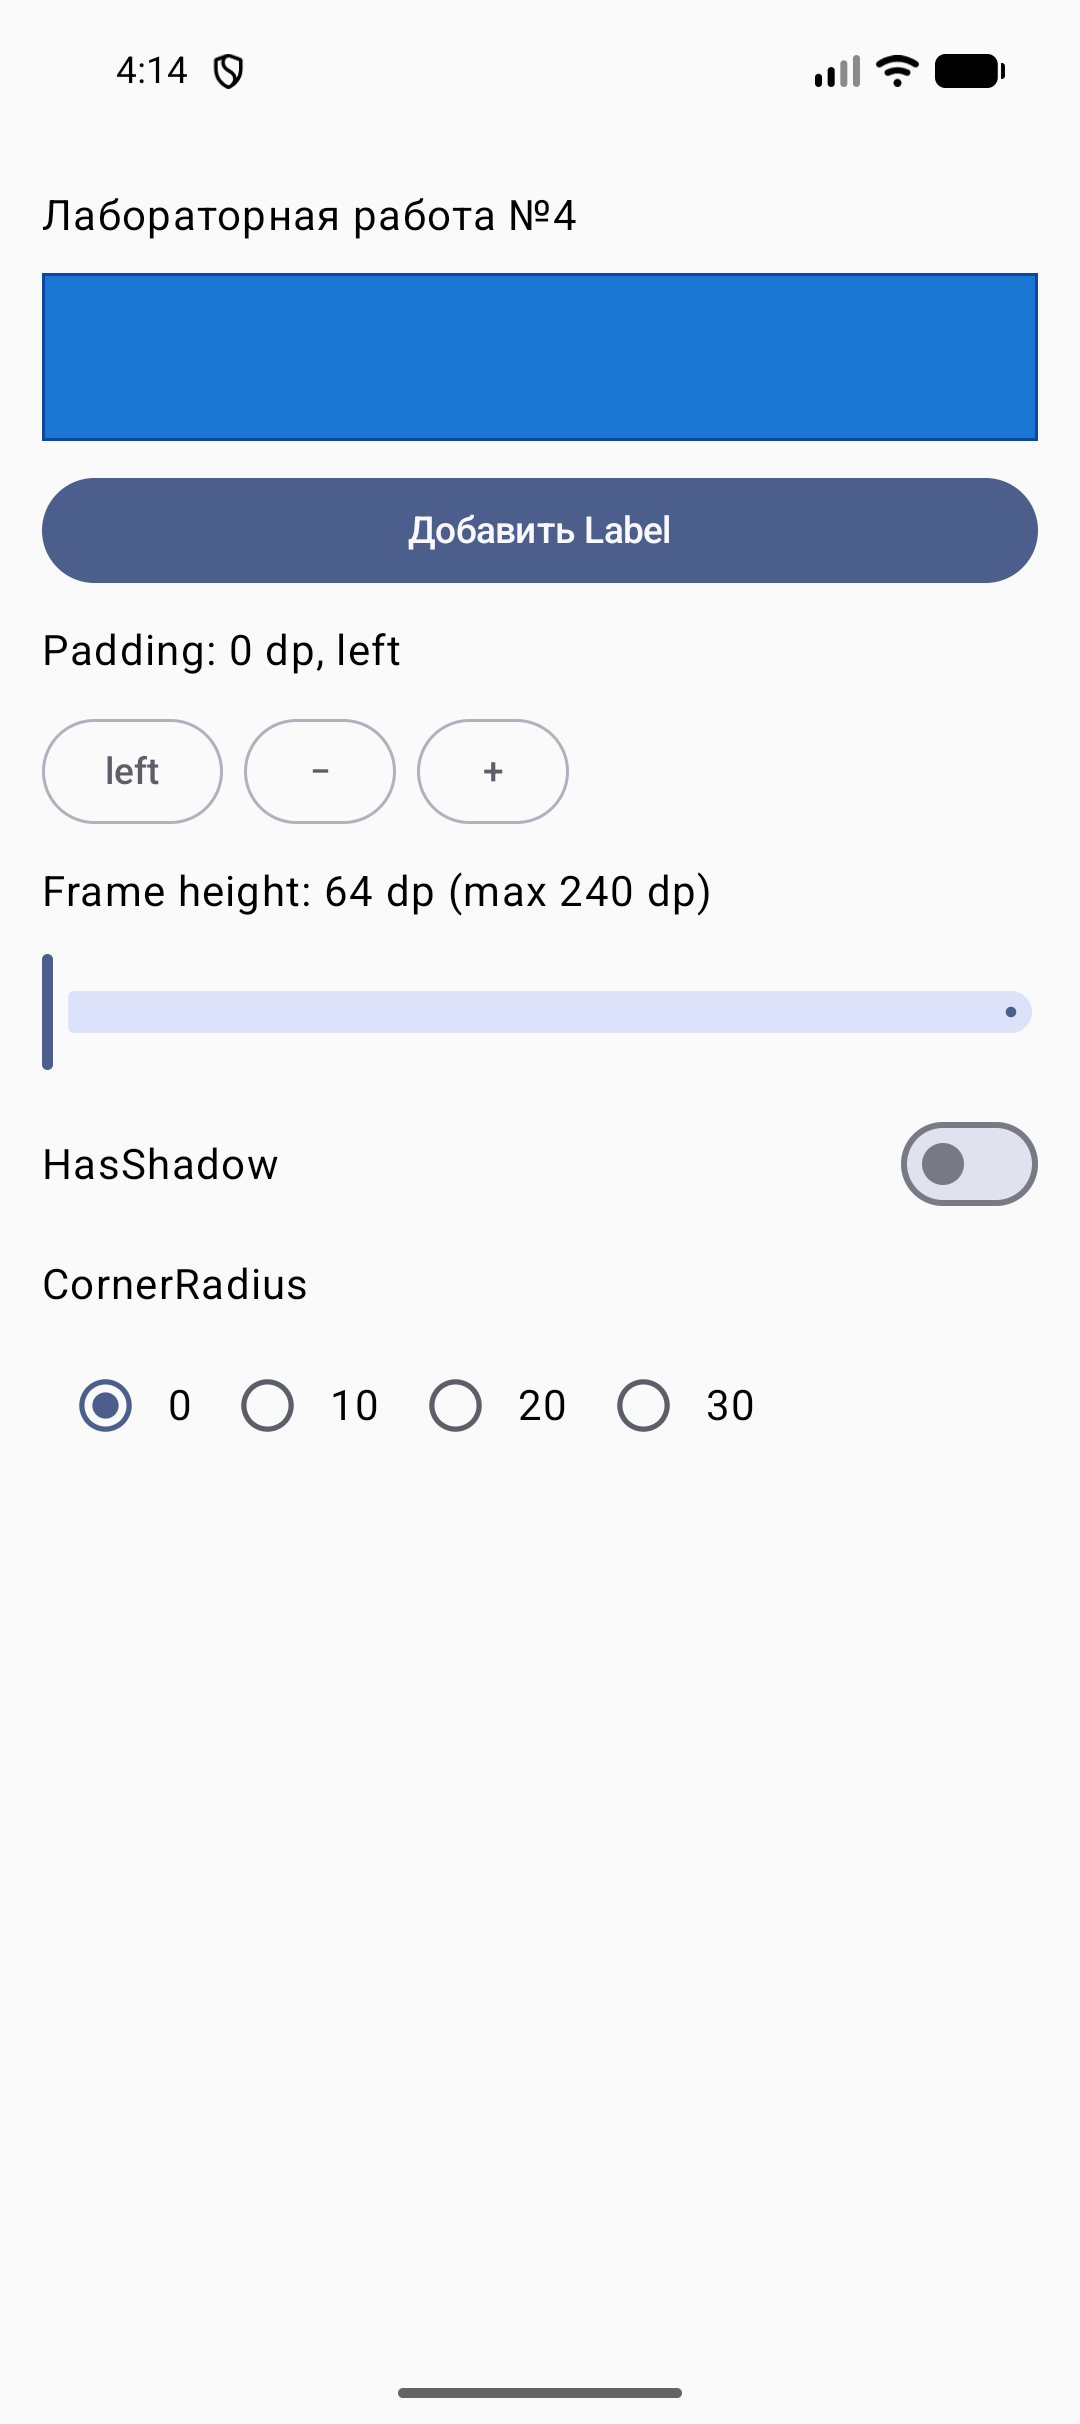 4:14
Лабораторная работа №4
Добавить Label
Padding: 0 dp, left
left − +
Frame height: 64 dp (max 240 dp)
HasShadow
CornerRadius
0 10 20 30